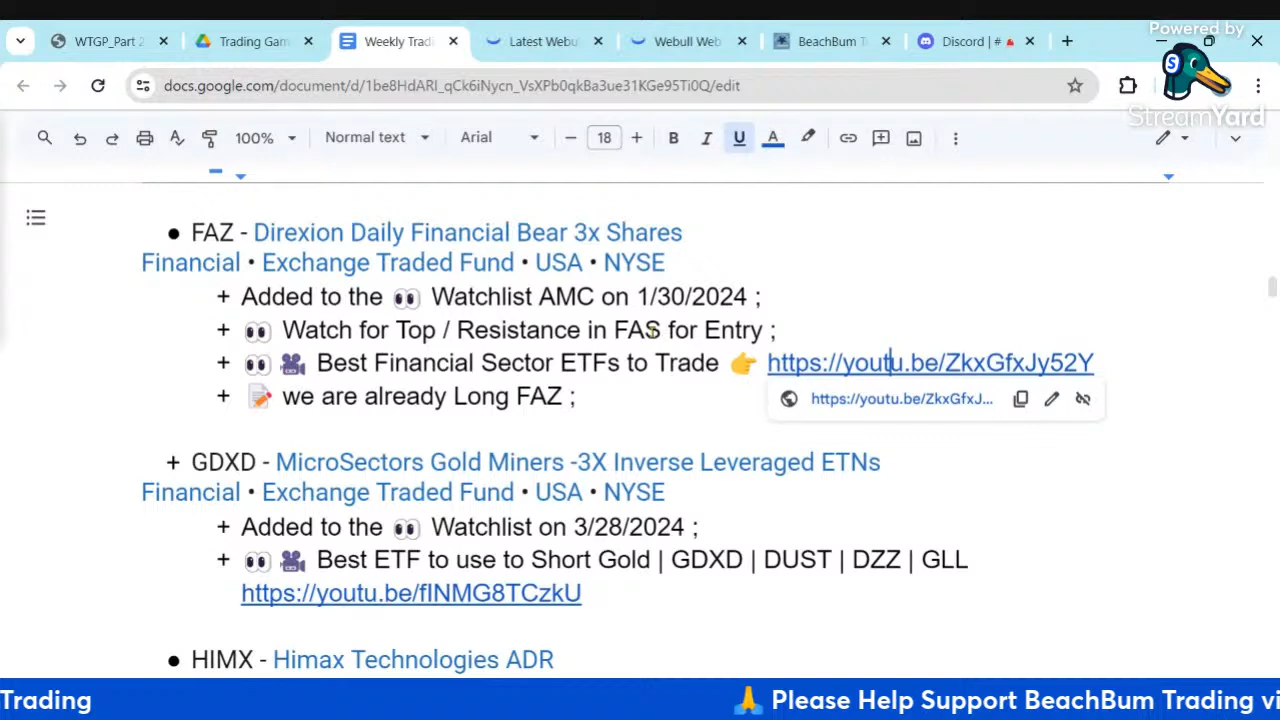 Powered by
WTGP_Part 2
Trading Gam
Weekly Tradi
Latest Webu
Webull Web
BeachBum T
Discord | #
StreamYard
docs.google.com/document/d/1be8HdARl_qCk6iNycn_VsXPb0qkBa3ue31KGe95Ti0Q/edit
100% Normal text Arial 18 B I U A
● FAZ - Direxion Daily Financial Bear 3x Shares
Financial • Exchange Traded Fund • USA • NYSE
+ Added to the 👀 Watchlist AMC on 1/30/2024 ;
+ 👀 Watch for Top / Resistance in FAS for Entry ;
+ 👀 🎥 Best Financial Sector ETFs to Trade 👉 https://youtu.be/ZkxGfxJy52Y
https://youtu.be/ZkxGfxJ...
+ 📝 we are already Long FAZ ;
+ GDXD - MicroSectors Gold Miners -3X Inverse Leveraged ETNs
Financial • Exchange Traded Fund • USA • NYSE
+ Added to the 👀 Watchlist on 3/28/2024 ;
+ 👀 🎥 Best ETF to use to Short Gold | GDXD | DUST | DZZ | GLL
https://youtu.be/fINMG8TCzkU
● HIMX - Himax Technologies ADR
Trading 🙏 Please Help Support BeachBum Trading vi